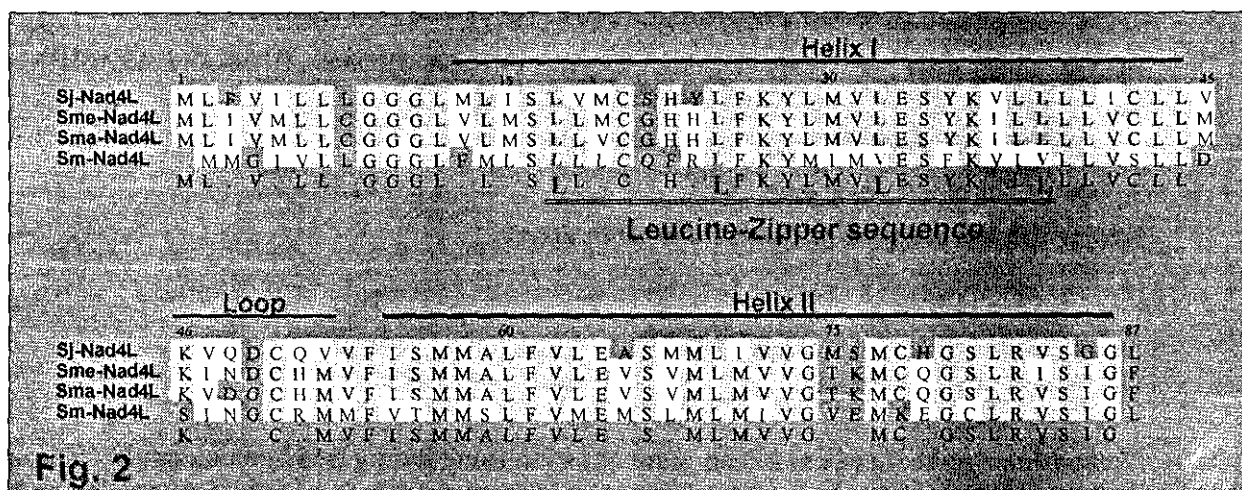 Helix I
1 15 30 45
Sj-Nad4L M L F V I L L L G G G L M L I S L V M C S H Y L F K Y L M V L E S Y K V L L L L I C L L V
Sme-Nad4L M L I V M L L C G G G L V L M S L L M C G H H L F K Y L M V L E S Y K I L L L L V C L L M
Sma-Nad4L M L I V M L L C G G G L V L M S L L M C G H H L F K Y L M V L E S Y K I L L L L V C L L M
Sm-Nad4L M M G I V L L G G G L F M L S L L I C Q F R L F K Y M I M V E S F K V I V L L V S L L D
M L . V . L L G G G L . L . S L L . C . H . L F K Y L M V L E S Y K . L L L L V C L L
Leucine-Zipper sequence
Loop Helix II
46 60 75 87
Sj-Nad4L K V Q D C Q V V F I S M M A L F V L E A S M M L I V V G M S M C H G S L R V S G G L
Sme-Nad4L K I N D C H M V F I S M M A L F V L E V S V M L M V V G T K M C Q G S L R I S I G F
Sma-Nad4L K V D G C H M V F I S M M A L F V L E V S V M L M V V G T K M C Q G S L R V S I G F
Sm-Nad4L S I N G C R M M F V T M M S L F V M E M S L M L M I V G V E M K E G C L R V S I G L
K . . . C . M V F I S M M A L F V L E . S . M L M V V G M C . G S L R V S I G
Fig. 2